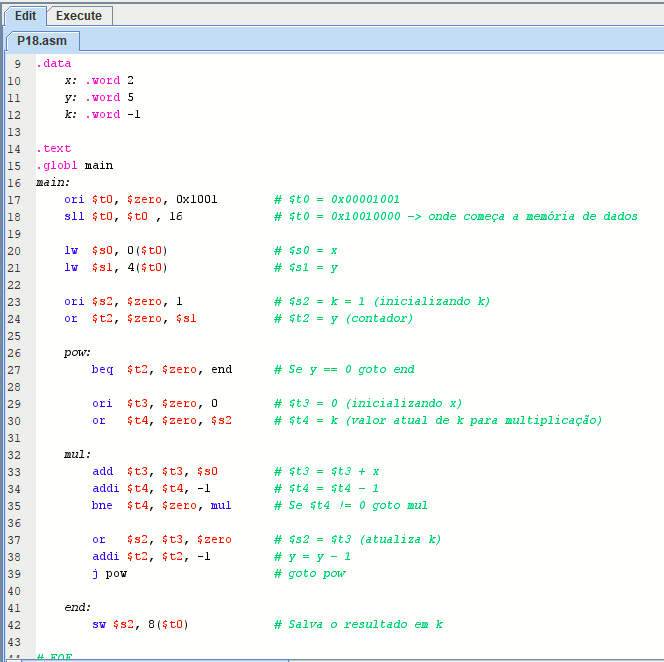 Edit Execute
P18.asm
9 .data
10 x: .word 2
11 y: .word 5
12 k: .word -1
13
14 .text
15 .globl main
16 main:
17 ori $t0, $zero, 0x1001 # $t0 = 0x00001001
18 sll $t0, $t0 , 16 # $t0 = 0x10010000 -> onde começa a memória de dados
19
20 lw $s0, 0($t0) # $s0 = x
21 lw $s1, 4($t0) # $s1 = y
22
23 ori $s2, $zero, 1 # $s2 = k = 1 (inicializando k)
24 or $t2, $zero, $s1 # $t2 = y (contador)
25
26 pow:
27 beq $t2, $zero, end # Se y == 0 goto end
28
29 ori $t3, $zero, 0 # $t3 = 0 (inicializando x)
30 or $t4, $zero, $s2 # $t4 = k (valor atual de k para multiplicação)
31
32 mul:
33 add $t3, $t3, $s0 # $t3 = $t3 + x
34 addi $t4, $t4, -1 # $t4 = $t4 - 1
35 bne $t4, $zero, mul # Se $t4 != 0 goto mul
36
37 or $s2, $t3, $zero # $s2 = $t3 (atualiza k)
38 addi $t2, $t2, -1 # y = y - 1
39 j pow # goto pow
40
41 end:
42 sw $s2, 8($t0) # Salva o resultado em k
43
44 # EOF